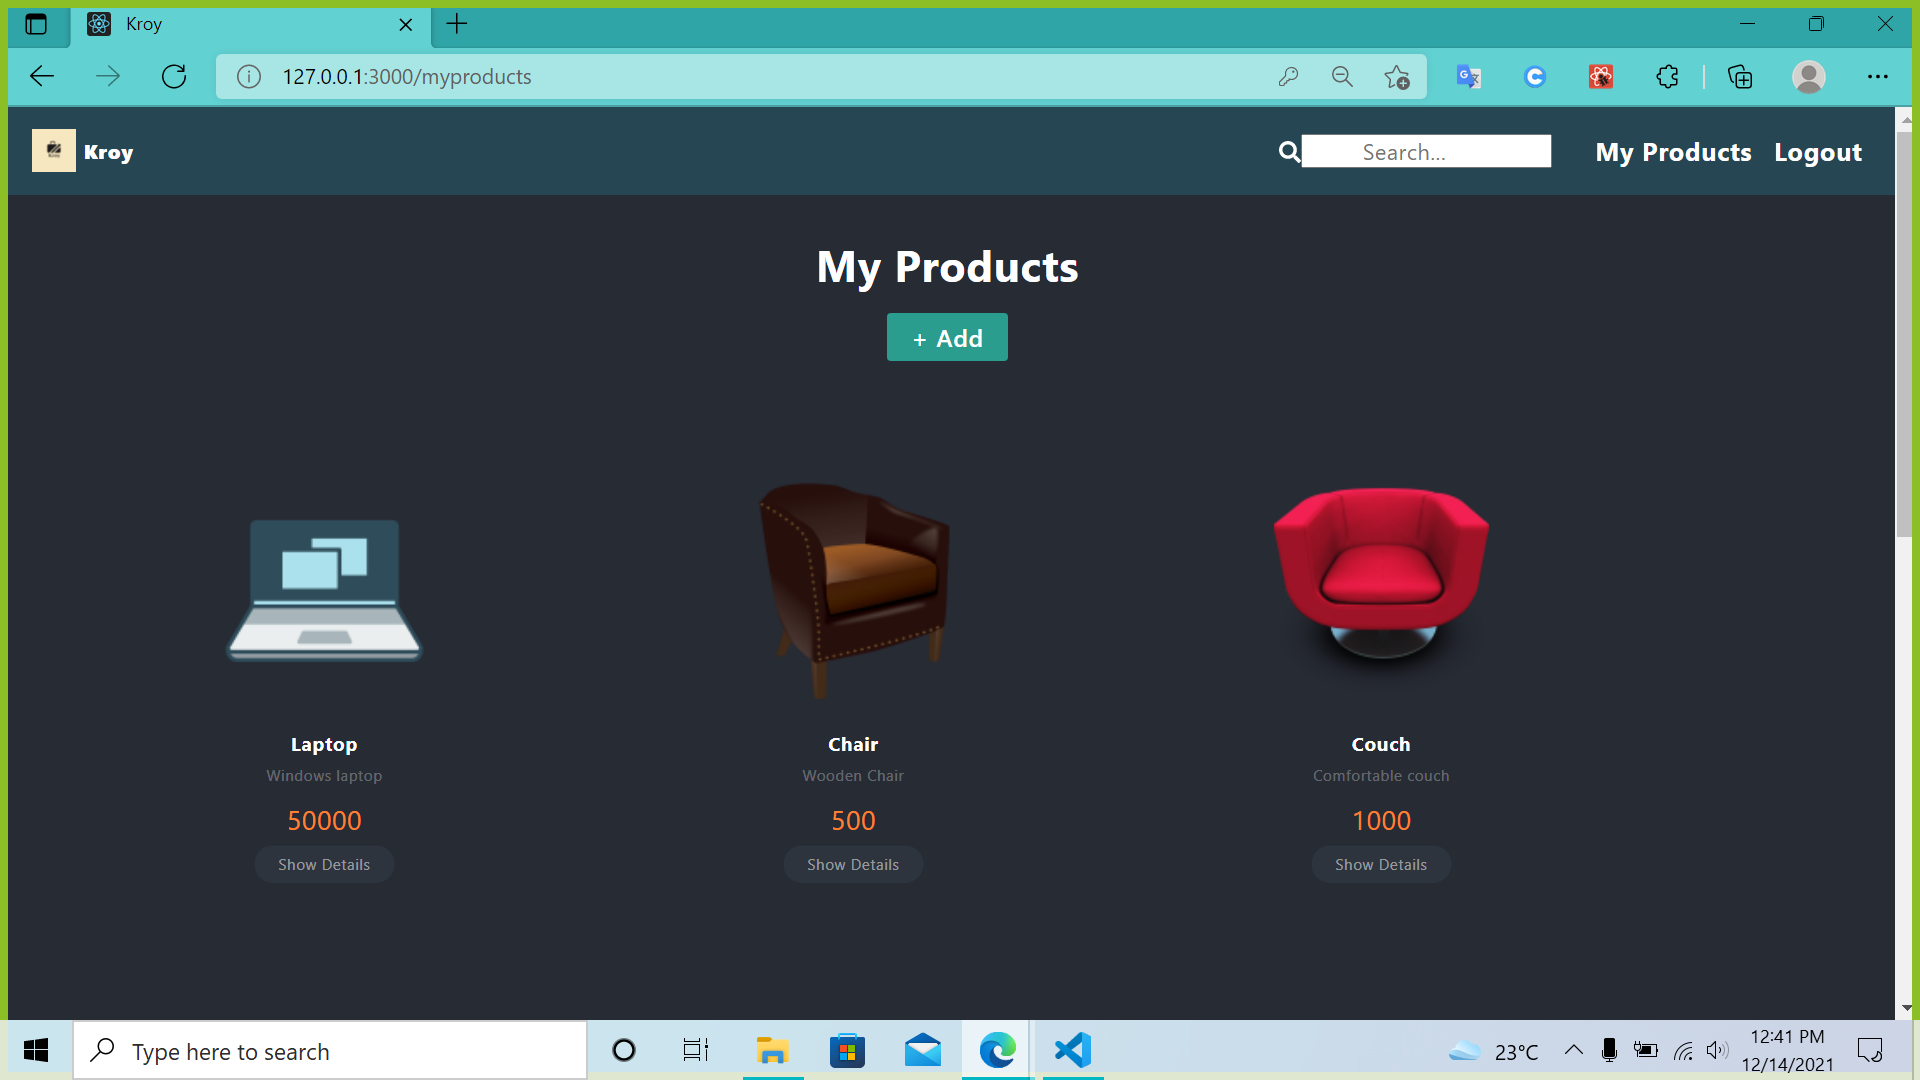 Kroy
127.0.0.1:3000/myproducts
Kroy
Search...
My Products
Logout
My Products
+ Add
Laptop
Windows laptop
50000
Show Details
Chair
Wooden Chair
500
Show Details
Couch
Comfortable couch
1000
Show Details
Type here to search
23°C
12:41 PM
12/14/2021